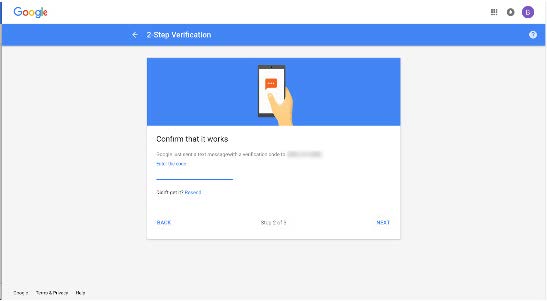 Google
B
2-Step Verification
Confirm that it works
Google just sent a text message with a verification code to
Enter the code
Didn't get it? Resend
BACK Step 2 of 3 NEXT
Google Terms & Privacy Help